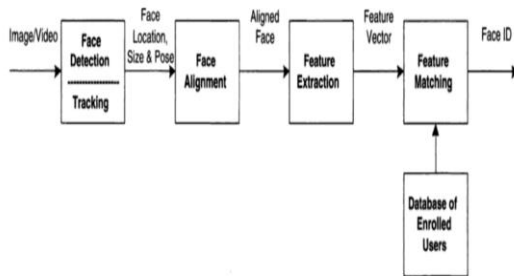 Image/Video
Face
Detection
Tracking
Face
Location,
Size & Pose
Face
Alignment
Aligned
Face
Feature
Extraction
Feature
Vector
Feature
Matching
Face ID
Database of
Enrolled
Users